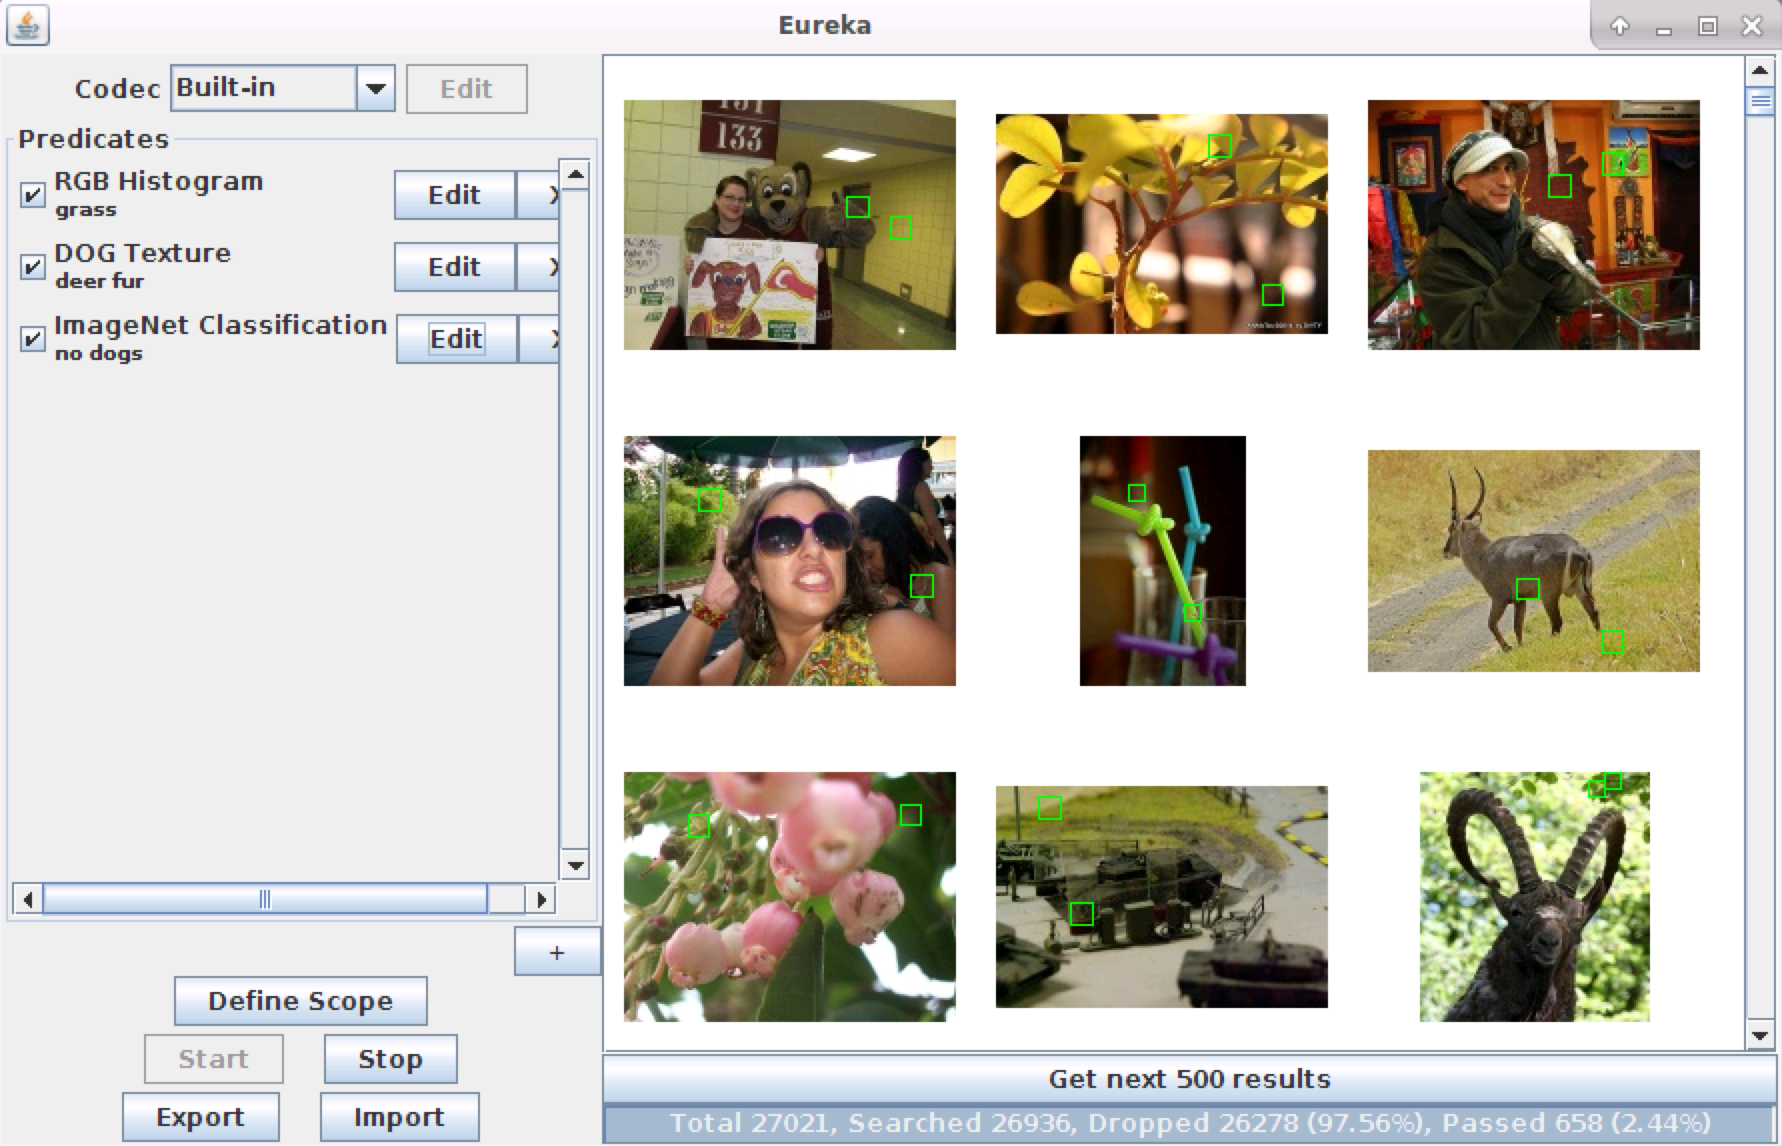 Eureka
Codec Built-in Edit
Predicates
RGB Histogram
grass
Edit X
DOG Texture
deer fur
Edit X
ImageNet Classification
no dogs
Edit X
+
Define Scope
Start Stop
Export Import
133
Get next 500 results
Total 27021, Searched 26936, Dropped 26278 (97.56%), Passed 658 (2.44%)